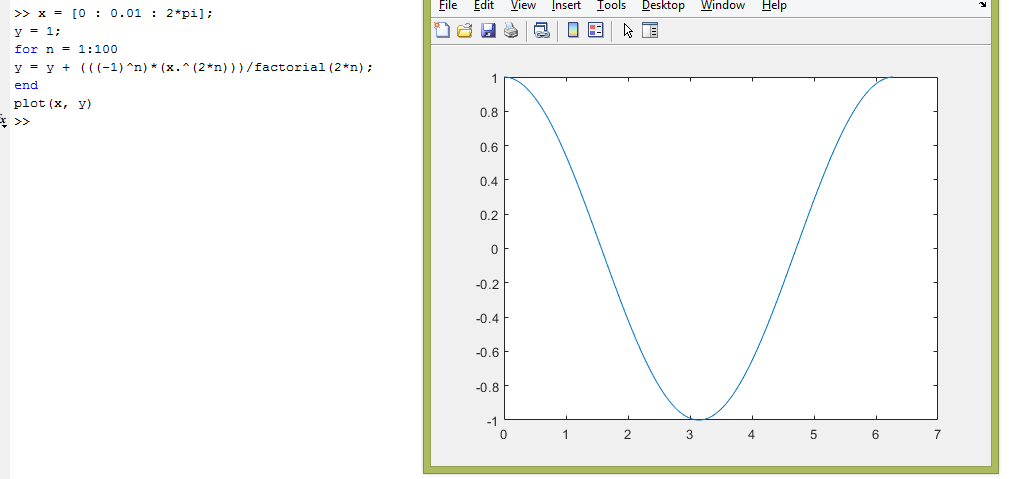 >> x = [0 : 0.01 : 2*pi];
y = 1;
for n = 1:100
y = y + (((-1)^n)*(x.^(2*n)))/factorial(2*n);
end
plot(x, y)
>>
File Edit View Insert Tools Desktop Window Help
1
0.8
0.6
0.4
0.2
0
-0.2
-0.4
-0.6
-0.8
-1
0 1 2 3 4 5 6 7